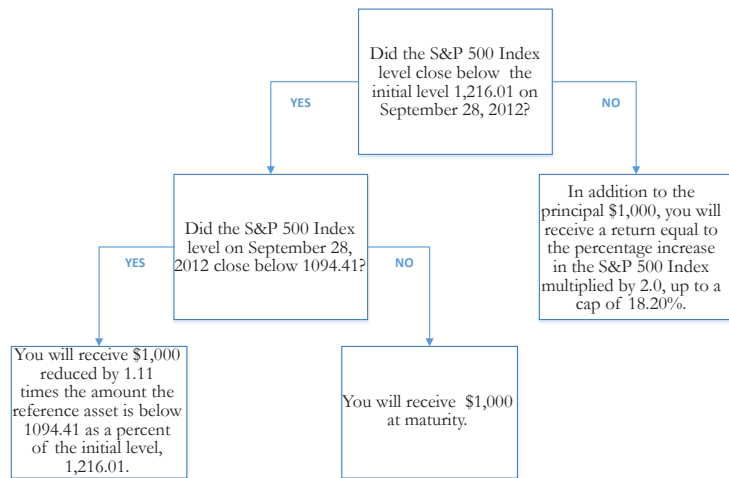 Did the S&P 500 Index
level close below the
initial level 1,216.01 on
September 28, 2012?
YES
NO
Did the S&P 500 Index
level on September 28,
2012 close below 1094.41?
In addition to the
principal $1,000, you will
receive a return equal to
the percentage increase
in the S&P 500 Index
multiplied by 2.0, up to a
cap of 18.20%.
YES
NO
You will receive $1,000
reduced by 1.11
times the amount the
reference asset is below
1094.41 as a percent
of the initial level,
1,216.01.
You will receive $1,000
at maturity.